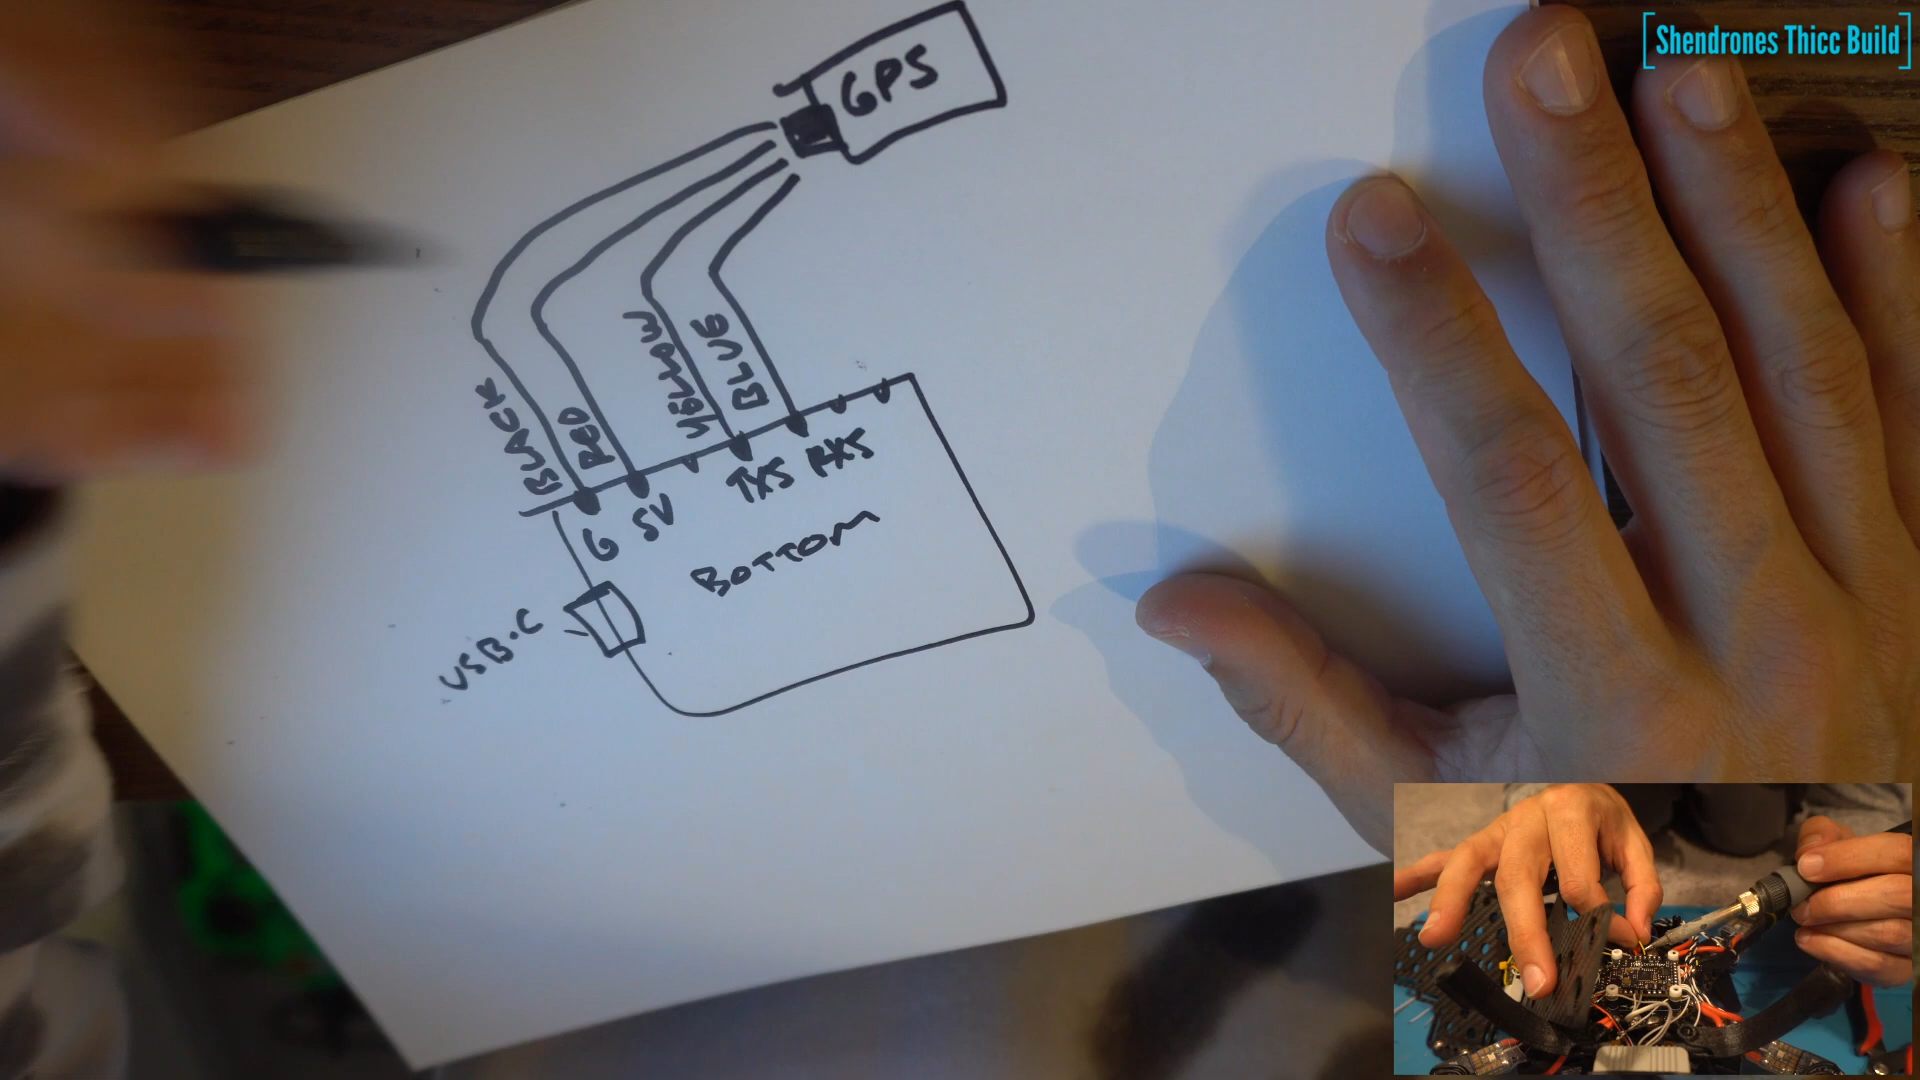 [Shendrones Thicc Build]
GPS
BLACK
RED
YELLOW
BLUE
G 5V TX5 RX5
BOTTOM
USB-C